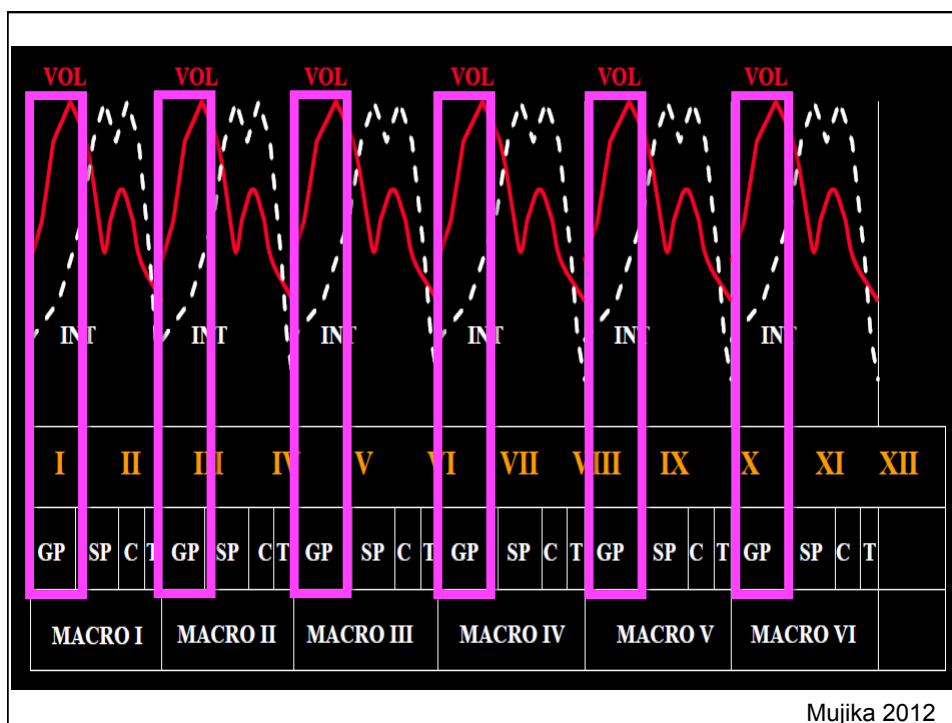 VOL VOL VOL VOL VOL VOL
INT INT INT INT INT INT
I II III IV V VI VII VIII IX X XI XII
GP SP C T GP SP C T GP SP C T GP SP C T GP SP C T GP SP C T
MACRO I MACRO II MACRO III MACRO IV MACRO V MACRO VI
Mujika 2012